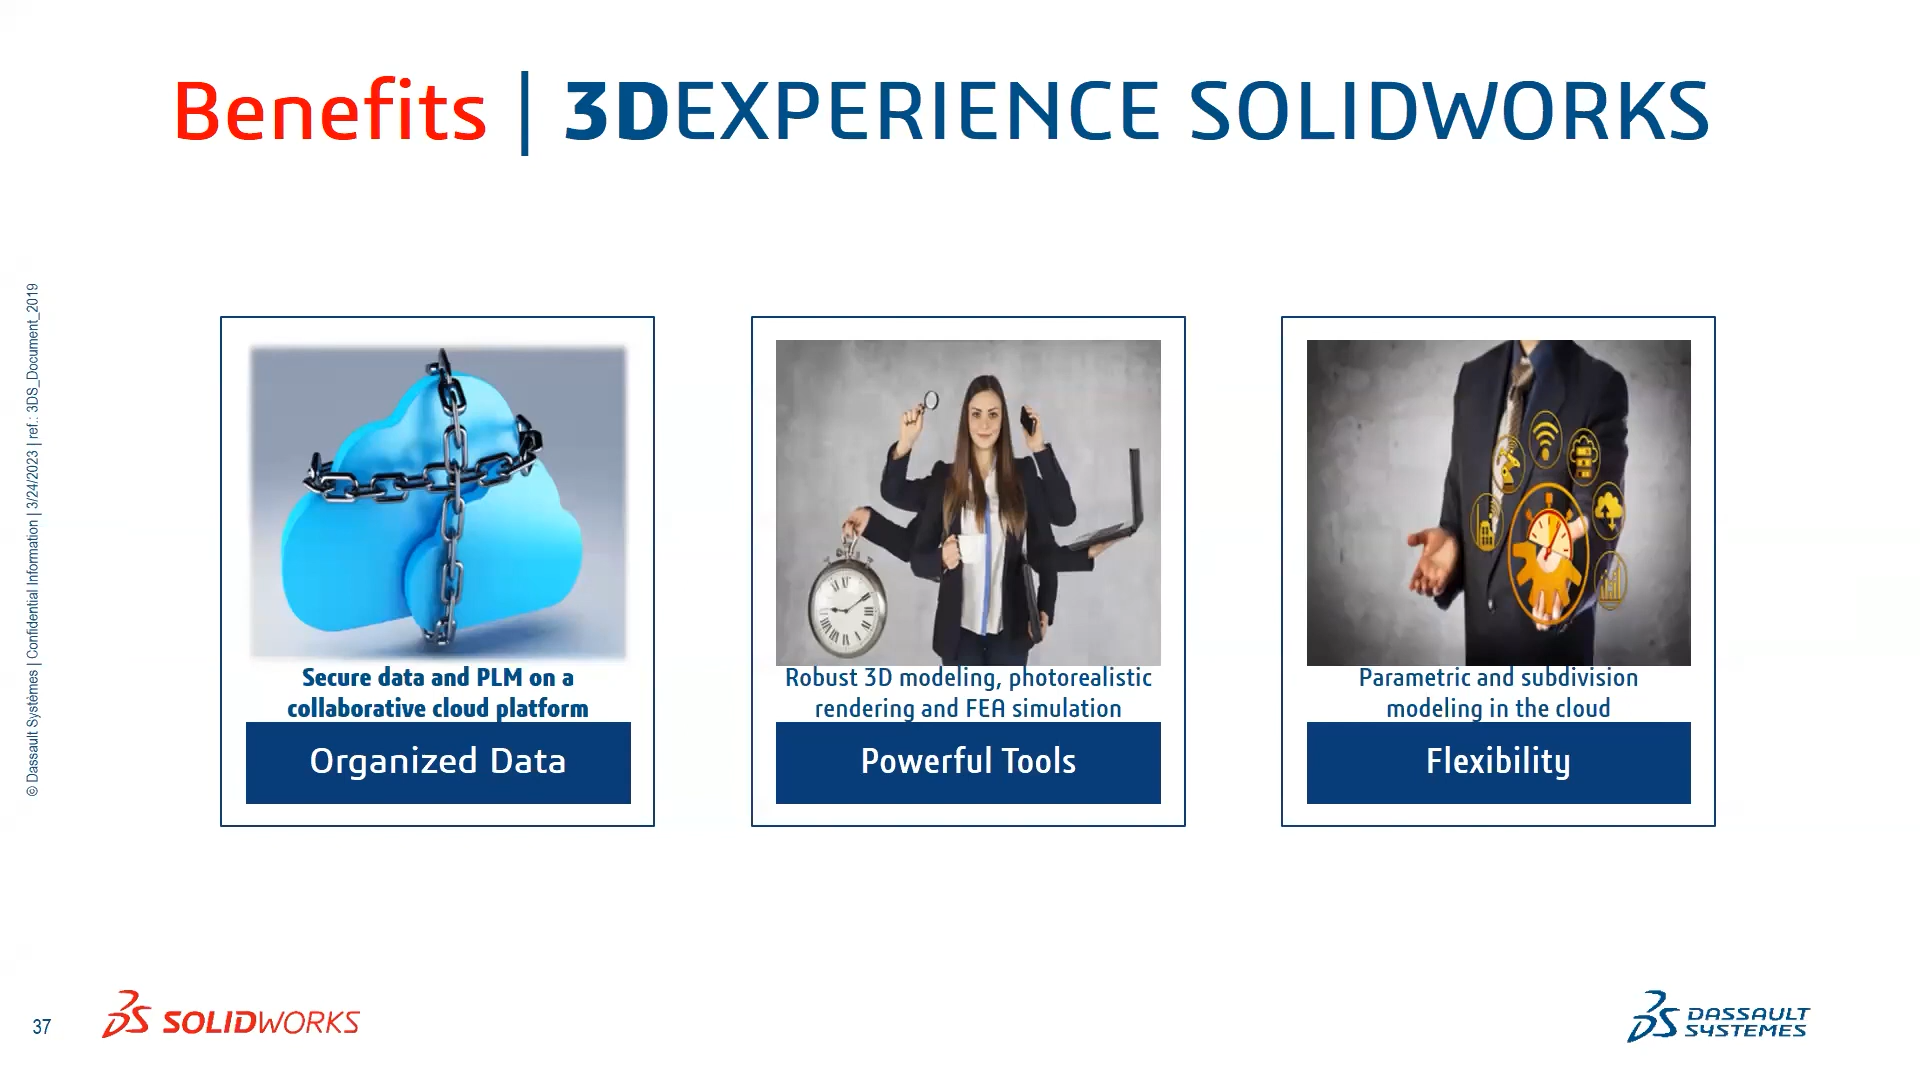 Benefits | 3DEXPERIENCE SOLIDWORKS
© Dassault Systèmes | Confidential Information | 3/24/2023 | ref.: 3DS_Document_2019
Secure data and PLM on a
collaborative cloud platform
Organized Data
Robust 3D modeling, photorealistic
rendering and FEA simulation
Powerful Tools
Parametric and subdivision
modeling in the cloud
Flexibility
37
3DS SOLIDWORKS
3DS DASSAULT
SYSTEMES